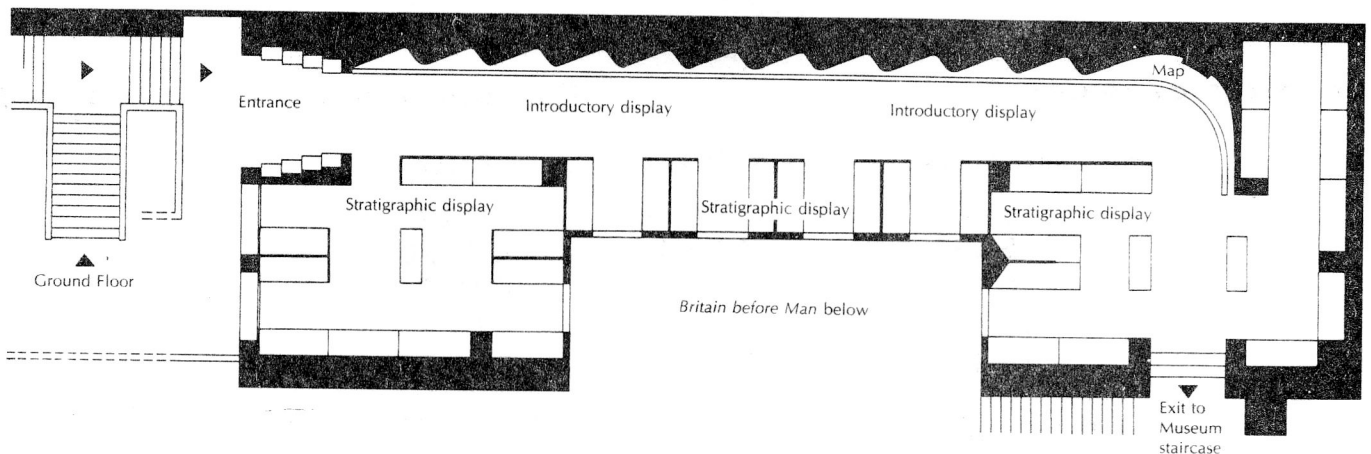 Map
Entrance
Introductory display
Introductory display
Stratigraphic display
Stratigraphic display
Stratigraphic display
Ground Floor
Britain before Man below
Exit to
Museum
staircase